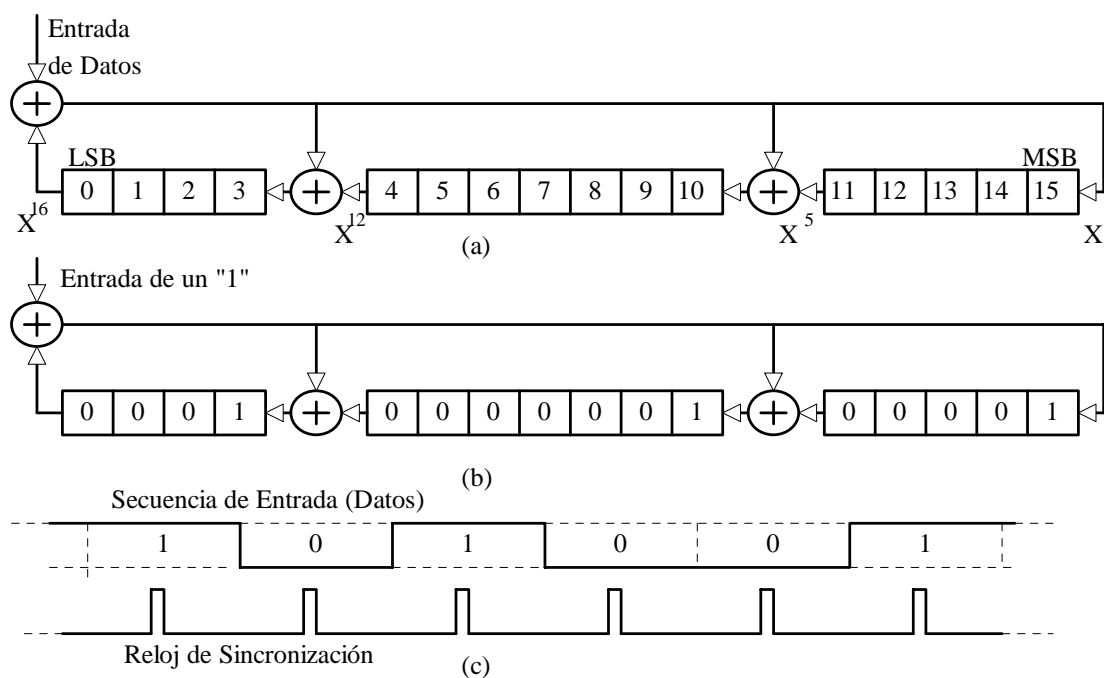 Entrada
de Datos
LSB MSB
0 1 2 3 4 5 6 7 8 9 10 11 12 13 14 15
X16 X12 X5 X
(a)
Entrada de un "1"
0 0 0 1 0 0 0 0 0 0 1 0 0 0 0 1
(b)
Secuencia de Entrada (Datos)
1 0 1 0 0 1
Reloj de Sincronización
(c)